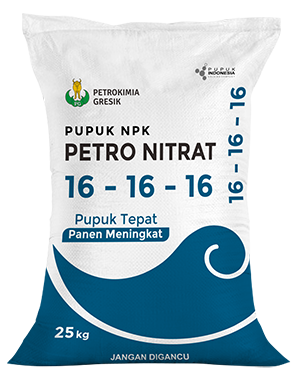 PETROKIMIA
GRESIK
PUPUK
INDONESIA
PUPUK NPK
PETRO NITRAT
16 - 16 - 16
16 - 16 - 16
Pupuk Tepat
Panen Meningkat
25 kg
JANGAN DIGANCU